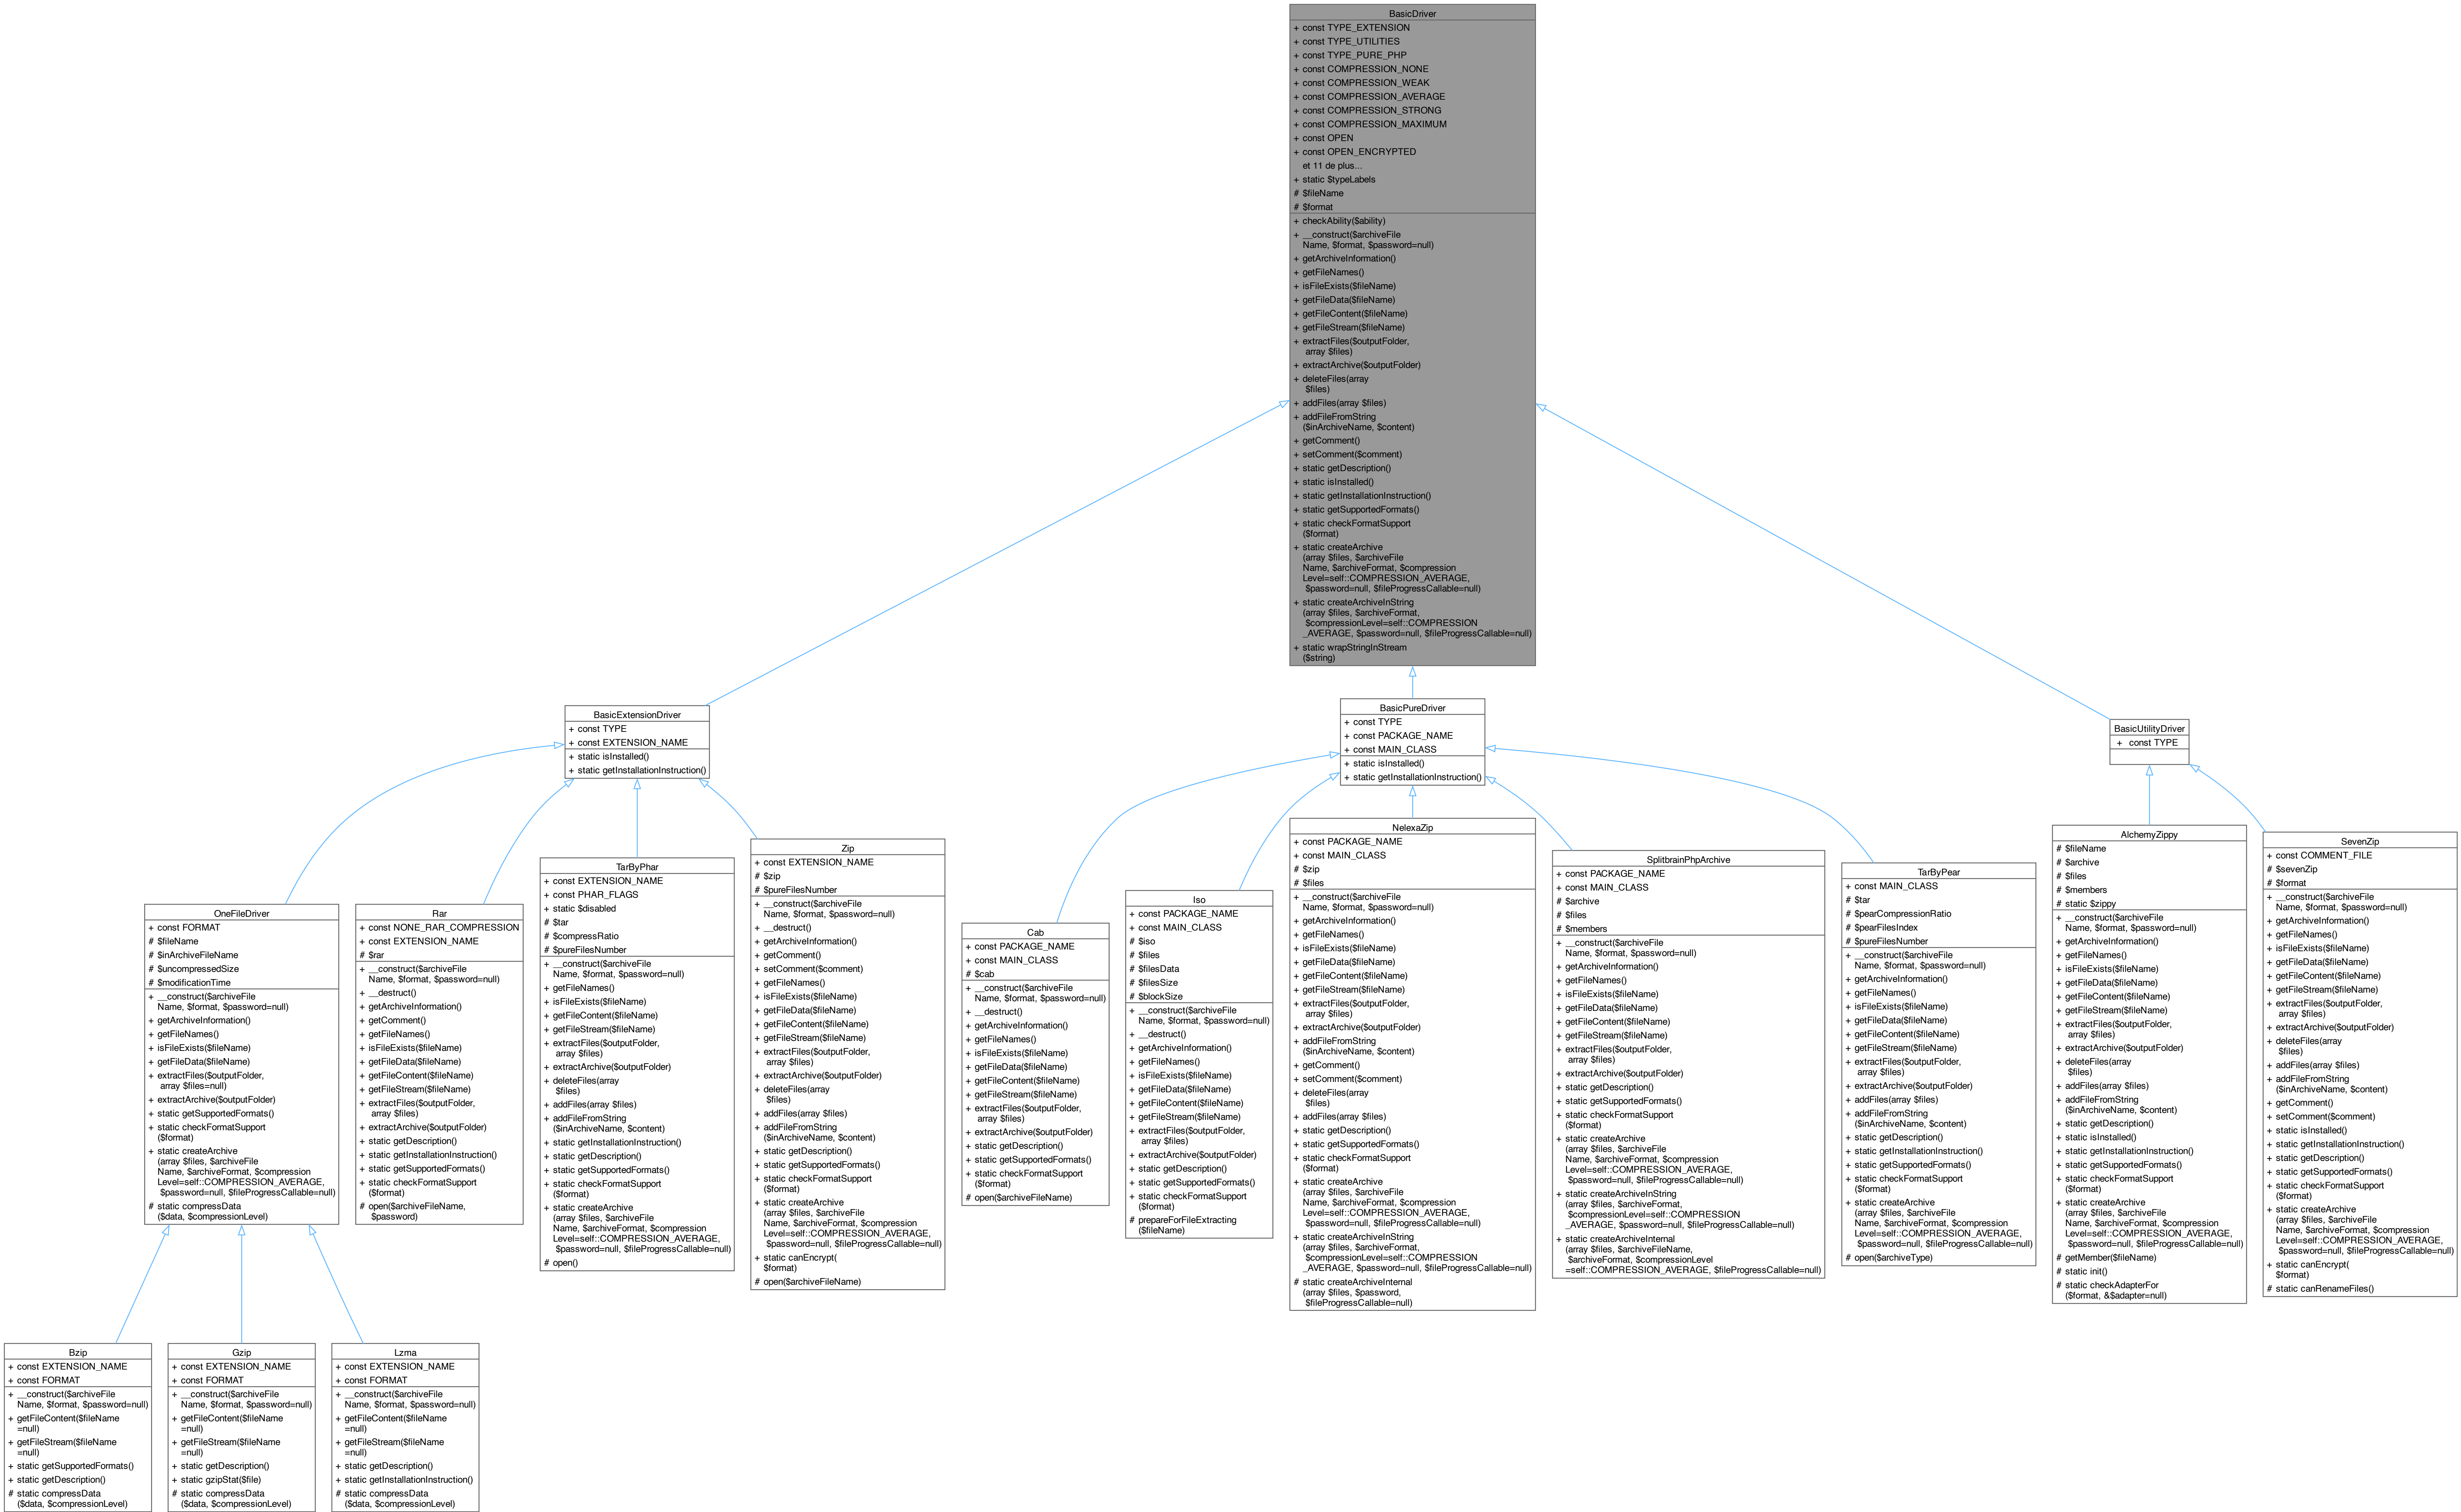 BasicDriver
+ const TYPE_EXTENSION
+ const TYPE_UTILITIES
+ const TYPE_PURE_PHP
+ const COMPRESSION_NONE
+ const COMPRESSION_WEAK
+ const COMPRESSION_AVERAGE
+ const COMPRESSION_STRONG
+ const COMPRESSION_MAXIMUM
+ const OPEN
+ const OPEN_ENCRYPTED
et 11 de plus...
+ static $typeLabels
# $fileName
# $format
+ checkAbility($ability)
+ __construct($archiveFile
Name, $format, $password=null)
+ getArchiveInformation()
+ getFileNames()
+ isFileExists($fileName)
+ getFileData($fileName)
+ getFileContent($fileName)
+ getFileStream($fileName)
+ extractFiles($outputFolder,
array $files)
+ extractArchive($outputFolder)
+ deleteFiles(array
$files)
+ addFiles(array $files)
+ addFileFromString
($inArchiveName, $content)
+ getComment()
+ setComment($comment)
+ static getDescription()
+ static isInstalled()
+ static getInstallationInstruction()
+ static getSupportedFormats()
+ static checkFormatSupport
($format)
+ static createArchive
(array $files, $archiveFile
Name, $archiveFormat, $compression
Level=self::COMPRESSION_AVERAGE,
$password=null, $fileProgressCallable=null)
+ static createArchiveInString
(array $files, $archiveFormat,
$compressionLevel=self::COMPRESSION
_AVERAGE, $password=null, $fileProgressCallable=null)
+ static wrapStringInStream
($string)
BasicExtensionDriver
+ const TYPE
+ const EXTENSION_NAME
+ static isInstalled()
+ static getInstallationInstruction()
BasicPureDriver
+ const TYPE
+ const PACKAGE_NAME
+ const MAIN_CLASS
+ static isInstalled()
+ static getInstallationInstruction()
BasicUtilityDriver
+ const TYPE
OneFileDriver
+ const FORMAT
# $fileName
# $inArchiveFileName
# $uncompressedSize
# $modificationTime
+ __construct($archiveFile
Name, $format, $password=null)
+ getArchiveInformation()
+ getFileNames()
+ isFileExists($fileName)
+ getFileData($fileName)
+ extractFiles($outputFolder,
array $files=null)
+ extractArchive($outputFolder)
+ static getSupportedFormats()
+ static checkFormatSupport
($format)
+ static createArchive
(array $files, $archiveFile
Name, $archiveFormat, $compression
Level=self::COMPRESSION_AVERAGE,
$password=null, $fileProgressCallable=null)
# static compressData
($data, $compressionLevel)
Rar
+ const NONE_RAR_COMPRESSION
+ const EXTENSION_NAME
# $rar
+ __construct($archiveFile
Name, $format, $password=null)
+ __destruct()
+ getArchiveInformation()
+ getComment()
+ getFileNames()
+ isFileExists($fileName)
+ getFileData($fileName)
+ getFileContent($fileName)
+ getFileStream($fileName)
+ extractFiles($outputFolder,
array $files)
+ extractArchive($outputFolder)
+ static getDescription()
+ static getInstallationInstruction()
+ static getSupportedFormats()
+ static checkFormatSupport
($format)
# open($archiveFileName,
$password)
TarByPhar
+ const EXTENSION_NAME
+ const PHAR_FLAGS
+ static $disabled
# $tar
# $compressRatio
# $pureFilesNumber
+ __construct($archiveFile
Name, $format, $password=null)
+ getFileNames()
+ isFileExists($fileName)
+ getFileContent($fileName)
+ getFileStream($fileName)
+ extractFiles($outputFolder,
array $files)
+ extractArchive($outputFolder)
+ deleteFiles(array
$files)
+ addFiles(array $files)
+ addFileFromString
($inArchiveName, $content)
+ static getInstallationInstruction()
+ static getDescription()
+ static getSupportedFormats()
+ static checkFormatSupport
($format)
+ static createArchive
(array $files, $archiveFile
Name, $archiveFormat, $compression
Level=self::COMPRESSION_AVERAGE,
$password=null, $fileProgressCallable=null)
# open()
Zip
+ const EXTENSION_NAME
# $zip
# $pureFilesNumber
+ __construct($archiveFile
Name, $format, $password=null)
+ __destruct()
+ getArchiveInformation()
+ getComment()
+ setComment($comment)
+ getFileNames()
+ isFileExists($fileName)
+ getFileData($fileName)
+ getFileContent($fileName)
+ getFileStream($fileName)
+ extractFiles($outputFolder,
array $files)
+ extractArchive($outputFolder)
+ deleteFiles(array
$files)
+ addFiles(array $files)
+ addFileFromString
($inArchiveName, $content)
+ static getDescription()
+ static getSupportedFormats()
+ static checkFormatSupport
($format)
+ static createArchive
(array $files, $archiveFile
Name, $archiveFormat, $compression
Level=self::COMPRESSION_AVERAGE,
$password=null, $fileProgressCallable=null)
+ static canEncrypt(
$format)
# open($archiveFileName)
Cab
+ const PACKAGE_NAME
+ const MAIN_CLASS
# $cab
+ __construct($archiveFile
Name, $format, $password=null)
+ __destruct()
+ getArchiveInformation()
+ getFileNames()
+ isFileExists($fileName)
+ getFileData($fileName)
+ getFileContent($fileName)
+ getFileStream($fileName)
+ extractFiles($outputFolder,
array $files)
+ extractArchive($outputFolder)
+ static getDescription()
+ static getSupportedFormats()
+ static checkFormatSupport
($format)
# open($archiveFileName)
Iso
+ const PACKAGE_NAME
+ const MAIN_CLASS
# $iso
# $files
# $filesData
# $filesSize
# $blockSize
+ __construct($archiveFile
Name, $format, $password=null)
+ __destruct()
+ getArchiveInformation()
+ getFileNames()
+ isFileExists($fileName)
+ getFileData($fileName)
+ getFileContent($fileName)
+ getFileStream($fileName)
+ extractFiles($outputFolder,
array $files)
+ extractArchive($outputFolder)
+ static getDescription()
+ static getSupportedFormats()
+ static checkFormatSupport
($format)
# prepareForFileExtracting
($fileName)
NelexaZip
+ const PACKAGE_NAME
+ const MAIN_CLASS
# $zip
# $files
+ __construct($archiveFile
Name, $format, $password=null)
+ getArchiveInformation()
+ getFileNames()
+ isFileExists($fileName)
+ getFileData($fileName)
+ getFileContent($fileName)
+ getFileStream($fileName)
+ extractFiles($outputFolder,
array $files)
+ extractArchive($outputFolder)
+ addFileFromString
($inArchiveName, $content)
+ getComment()
+ setComment($comment)
+ deleteFiles(array
$files)
+ addFiles(array $files)
+ static getDescription()
+ static getSupportedFormats()
+ static checkFormatSupport
($format)
+ static createArchive
(array $files, $archiveFile
Name, $archiveFormat, $compression
Level=self::COMPRESSION_AVERAGE,
$password=null, $fileProgressCallable=null)
+ static createArchiveInString
(array $files, $archiveFormat,
$compressionLevel=self::COMPRESSION
_AVERAGE, $password=null, $fileProgressCallable=null)
# static createArchiveInternal
(array $files, $password,
$fileProgressCallable=null)
SplitbrainPhpArchive
+ const PACKAGE_NAME
+ const MAIN_CLASS
# $archive
# $files
# $members
+ __construct($archiveFile
Name, $format, $password=null)
+ getArchiveInformation()
+ getFileNames()
+ isFileExists($fileName)
+ getFileData($fileName)
+ getFileContent($fileName)
+ getFileStream($fileName)
+ extractFiles($outputFolder,
array $files)
+ extractArchive($outputFolder)
+ static getDescription()
+ static getSupportedFormats()
+ static checkFormatSupport
($format)
+ static createArchive
(array $files, $archiveFile
Name, $archiveFormat, $compression
Level=self::COMPRESSION_AVERAGE,
$password=null, $fileProgressCallable=null)
+ static createArchiveInString
(array $files, $archiveFormat,
$compressionLevel=self::COMPRESSION
_AVERAGE, $password=null, $fileProgressCallable=null)
+ static createArchiveInternal
(array $files, $archiveFileName,
$archiveFormat, $compressionLevel
=self::COMPRESSION_AVERAGE, $fileProgressCallable=null)
TarByPear
+ const MAIN_CLASS
# $tar
# $pearCompressionRatio
# $pearFilesIndex
# $pureFilesNumber
+ __construct($archiveFile
Name, $format, $password=null)
+ getArchiveInformation()
+ getFileNames()
+ isFileExists($fileName)
+ getFileData($fileName)
+ getFileContent($fileName)
+ getFileStream($fileName)
+ extractFiles($outputFolder,
array $files)
+ extractArchive($outputFolder)
+ addFiles(array $files)
+ addFileFromString
($inArchiveName, $content)
+ static getDescription()
+ static getInstallationInstruction()
+ static getSupportedFormats()
+ static checkFormatSupport
($format)
+ static createArchive
(array $files, $archiveFile
Name, $archiveFormat, $compression
Level=self::COMPRESSION_AVERAGE,
$password=null, $fileProgressCallable=null)
# open($archiveType)
AlchemyZippy
# $fileName
# $archive
# $files
# $members
# static $zippy
+ __construct($archiveFile
Name, $format, $password=null)
+ getArchiveInformation()
+ getFileNames()
+ isFileExists($fileName)
+ getFileData($fileName)
+ getFileContent($fileName)
+ getFileStream($fileName)
+ extractFiles($outputFolder,
array $files)
+ extractArchive($outputFolder)
+ deleteFiles(array
$files)
+ addFiles(array $files)
+ addFileFromString
($inArchiveName, $content)
+ static getDescription()
+ static isInstalled()
+ static getInstallationInstruction()
+ static getSupportedFormats()
+ static checkFormatSupport
($format)
+ static createArchive
(array $files, $archiveFile
Name, $archiveFormat, $compression
Level=self::COMPRESSION_AVERAGE,
$password=null, $fileProgressCallable=null)
# getMember($fileName)
# static init()
# static checkAdapterFor
($format, &$adapter=null)
SevenZip
+ const COMMENT_FILE
# $sevenZip
# $format
+ __construct($archiveFile
Name, $format, $password=null)
+ getArchiveInformation()
+ getFileNames()
+ isFileExists($fileName)
+ getFileData($fileName)
+ getFileContent($fileName)
+ getFileStream($fileName)
+ extractFiles($outputFolder,
array $files)
+ extractArchive($outputFolder)
+ deleteFiles(array
$files)
+ addFiles(array $files)
+ addFileFromString
($inArchiveName, $content)
+ getComment()
+ setComment($comment)
+ static isInstalled()
+ static getInstallationInstruction()
+ static getDescription()
+ static getSupportedFormats()
+ static checkFormatSupport
($format)
+ static createArchive
(array $files, $archiveFile
Name, $archiveFormat, $compression
Level=self::COMPRESSION_AVERAGE,
$password=null, $fileProgressCallable=null)
+ static canEncrypt(
$format)
# static canRenameFiles()
Bzip
+ const EXTENSION_NAME
+ const FORMAT
+ __construct($archiveFile
Name, $format, $password=null)
+ getFileContent($fileName
=null)
+ getFileStream($fileName
=null)
+ static getSupportedFormats()
+ static getDescription()
# static compressData
($data, $compressionLevel)
Gzip
+ const EXTENSION_NAME
+ const FORMAT
+ __construct($archiveFile
Name, $format, $password=null)
+ getFileContent($fileName
=null)
+ getFileStream($fileName
=null)
+ static getDescription()
+ static gzipStat($file)
# static compressData
($data, $compressionLevel)
Lzma
+ const EXTENSION_NAME
+ const FORMAT
+ __construct($archiveFile
Name, $format, $password=null)
+ getFileContent($fileName
=null)
+ getFileStream($fileName
=null)
+ static getDescription()
+ static getInstallationInstruction()
# static compressData
($data, $compressionLevel)